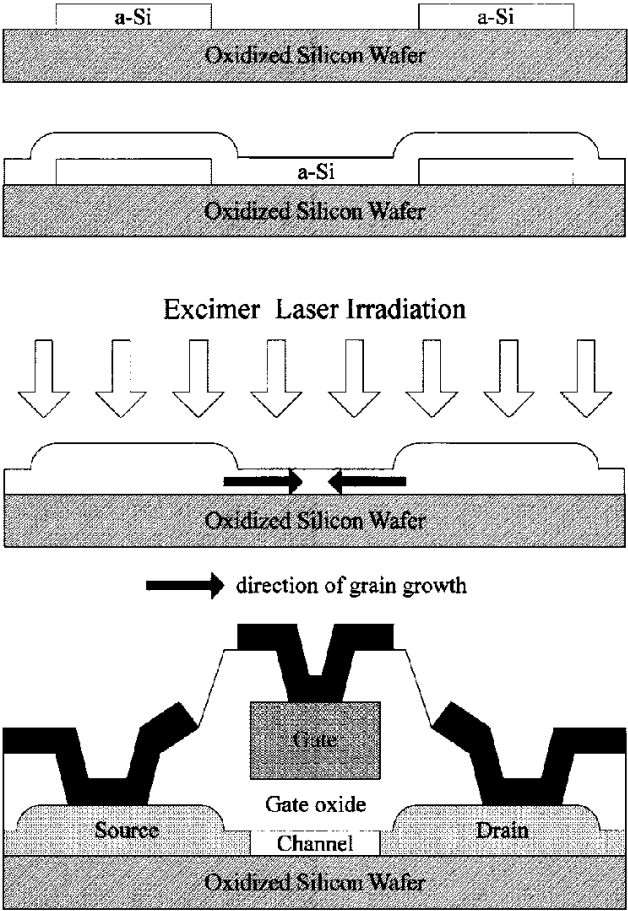 a-Si a-Si
Oxidized Silicon Wafer
a-Si
Oxidized Silicon Wafer
Excimer Laser Irradiation
Oxidized Silicon Wafer
direction of grain growth
Gate
Gate oxide
Source Channel Drain
Oxidized Silicon Wafer